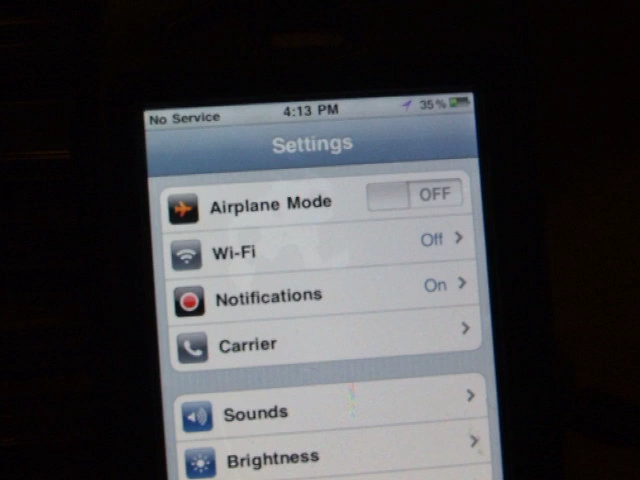 No Service 4:13 PM 35%
Settings
Airplane Mode OFF
Wi-Fi Off
Notifications On
Carrier
Sounds
Brightness